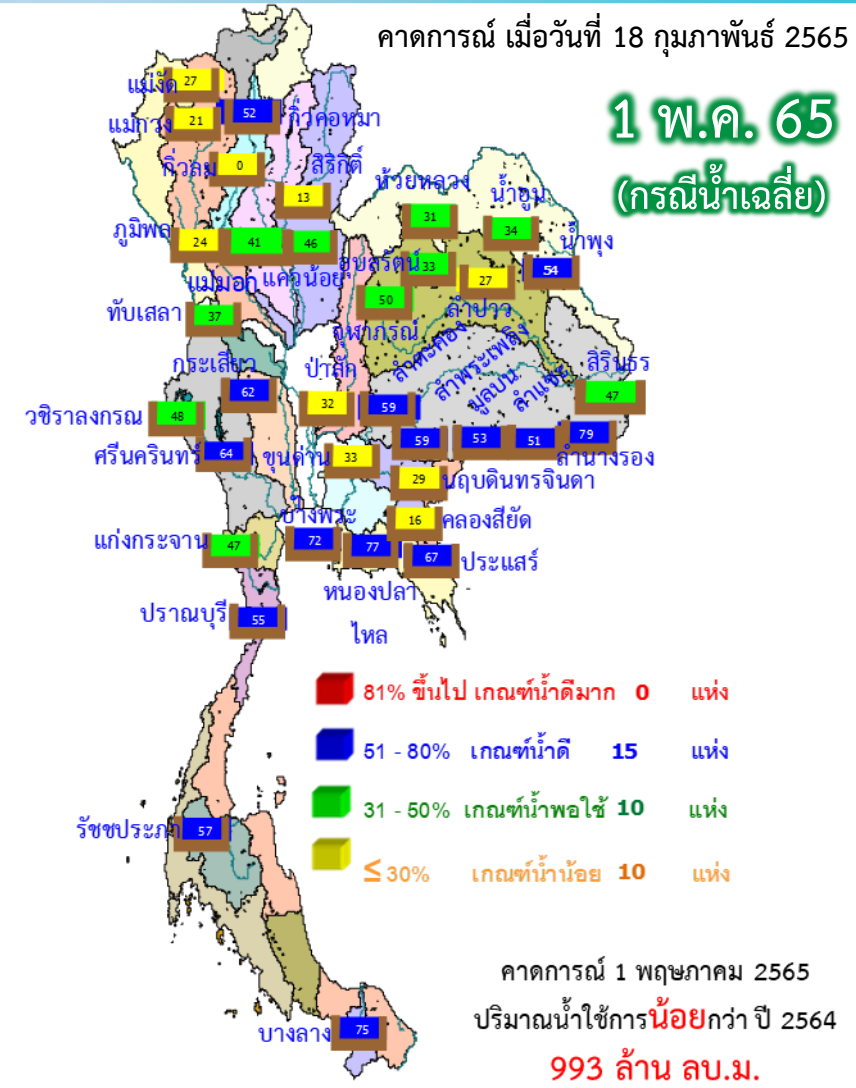 คาดการณ์ เมื่อวันที่ 18 กุมภาพันธ์ 2565
1 พ.ค. 65
(กรณีน้ำเฉลี่ย)
แม่งัด 27
แม่กวง 21
52 กิ่วคอหมา
กิ่วลม 0
สิริกิติ์
13
ห้วยหลวง
31
น้ำอูน
34
น้ำพุง
54
ภูมิพล
24
41
46
อุบลรัตน์
33
27
แม่มอก แควน้อย
ลำปาว
50
จุฬาภรณ์
ทับเสลา
37
กระเสียว
62
ป่าสัก
32
ลำตะคอง
59
ลำพระเพลิง
59
มูลบน
53
ลำแชะ
51
สิรินธร
47
79
ลำนางรอง
วชิราลงกรณ 48
ศรีนครินทร์ 64
ขุนด่าน 33
29
นฤบดินทรจินดา
16 คลองสียัด
บางพระ
72
77
67 ประแสร์
หนองปลา
ไหล
แก่งกระจาน 47
ปราณบุรี 55
81% ขึ้นไป เกณฑ์น้ำดีมาก 0 แห่ง
51 - 80% เกณฑ์น้ำดี 15 แห่ง
31 - 50% เกณฑ์น้ำพอใช้ 10 แห่ง
≤ 30% เกณฑ์น้ำน้อย 10 แห่ง
รัชชประภา 57
บางลาง 75
คาดการณ์ 1 พฤษภาคม 2565
ปริมาณน้ำใช้การน้อยกว่า ปี 2564
993 ล้าน ลบ.ม.